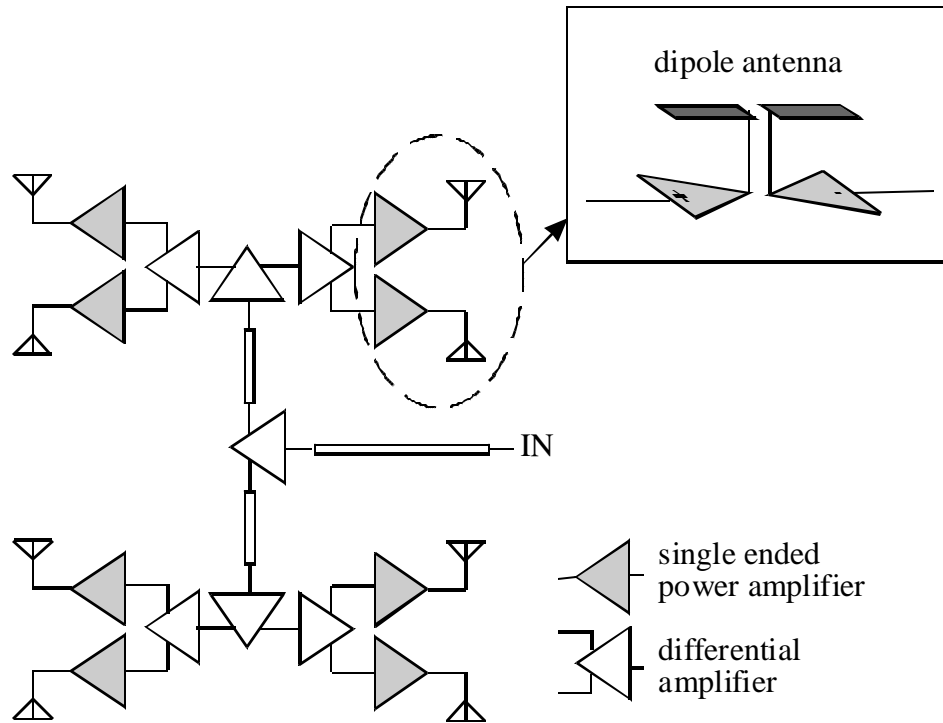 dipole antenna
IN
single ended
power amplifier
differential
amplifier